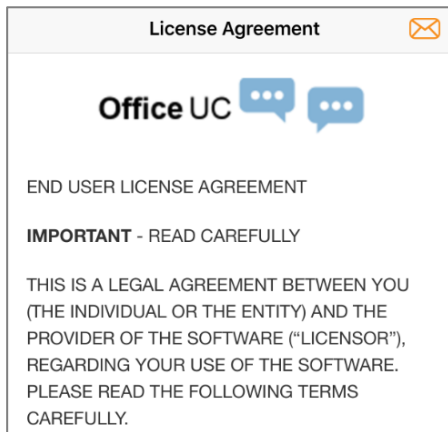 License Agreement
Office UC
END USER LICENSE AGREEMENT
IMPORTANT - READ CAREFULLY
THIS IS A LEGAL AGREEMENT BETWEEN YOU
(THE INDIVIDUAL OR THE ENTITY) AND THE
PROVIDER OF THE SOFTWARE (“LICENSOR”),
REGARDING YOUR USE OF THE SOFTWARE.
PLEASE READ THE FOLLOWING TERMS
CAREFULLY.